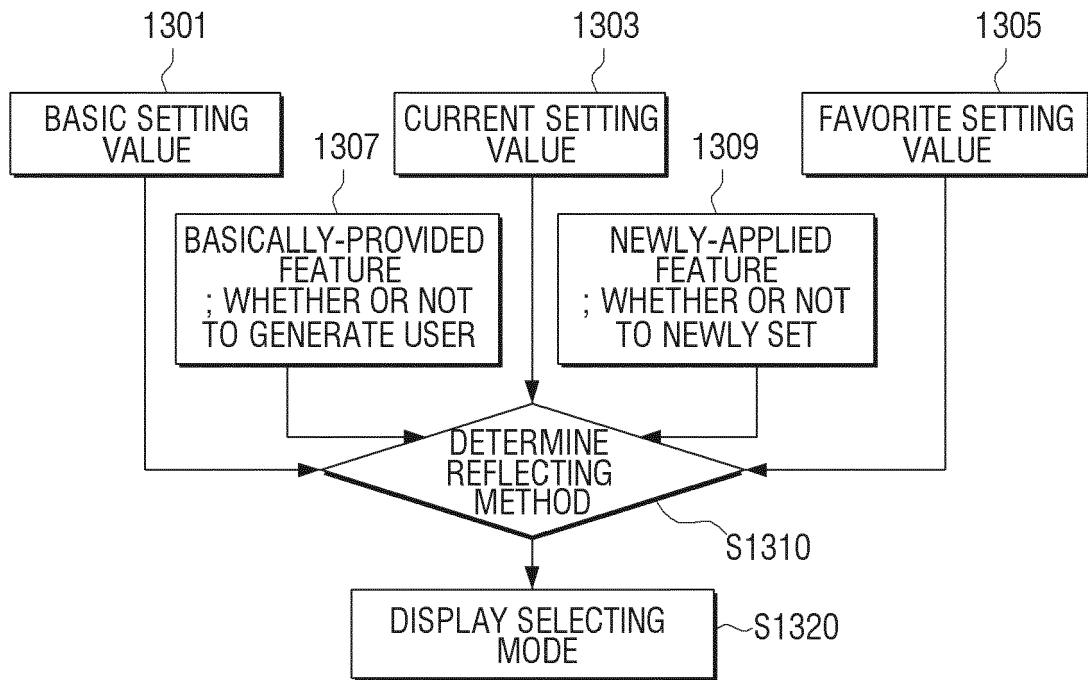 1301
1303
1305
BASIC SETTING
VALUE
CURRENT SETTING
VALUE
FAVORITE SETTING
VALUE
1307
1309
BASICALLY-PROVIDED
FEATURE
; WHETHER OR NOT
TO GENERATE USER
NEWLY-APPLIED
FEATURE
; WHETHER OR NOT
TO NEWLY SET
DETERMINE
REFLECTING
METHOD
S1310
DISPLAY SELECTING
MODE
S1320